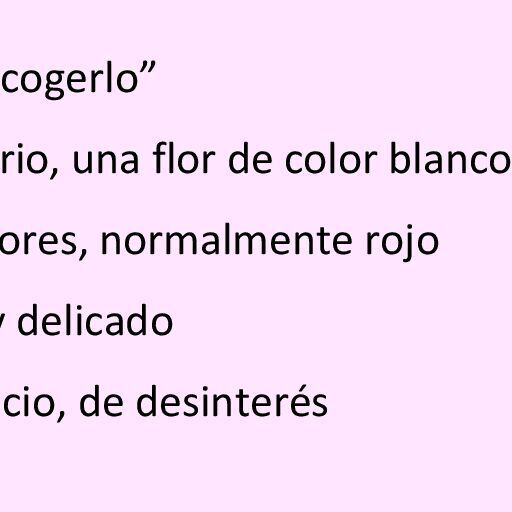 cogerlo”
rio, una flor de color blanco
ores, normalmente rojo
y delicado
cio, de desinterés